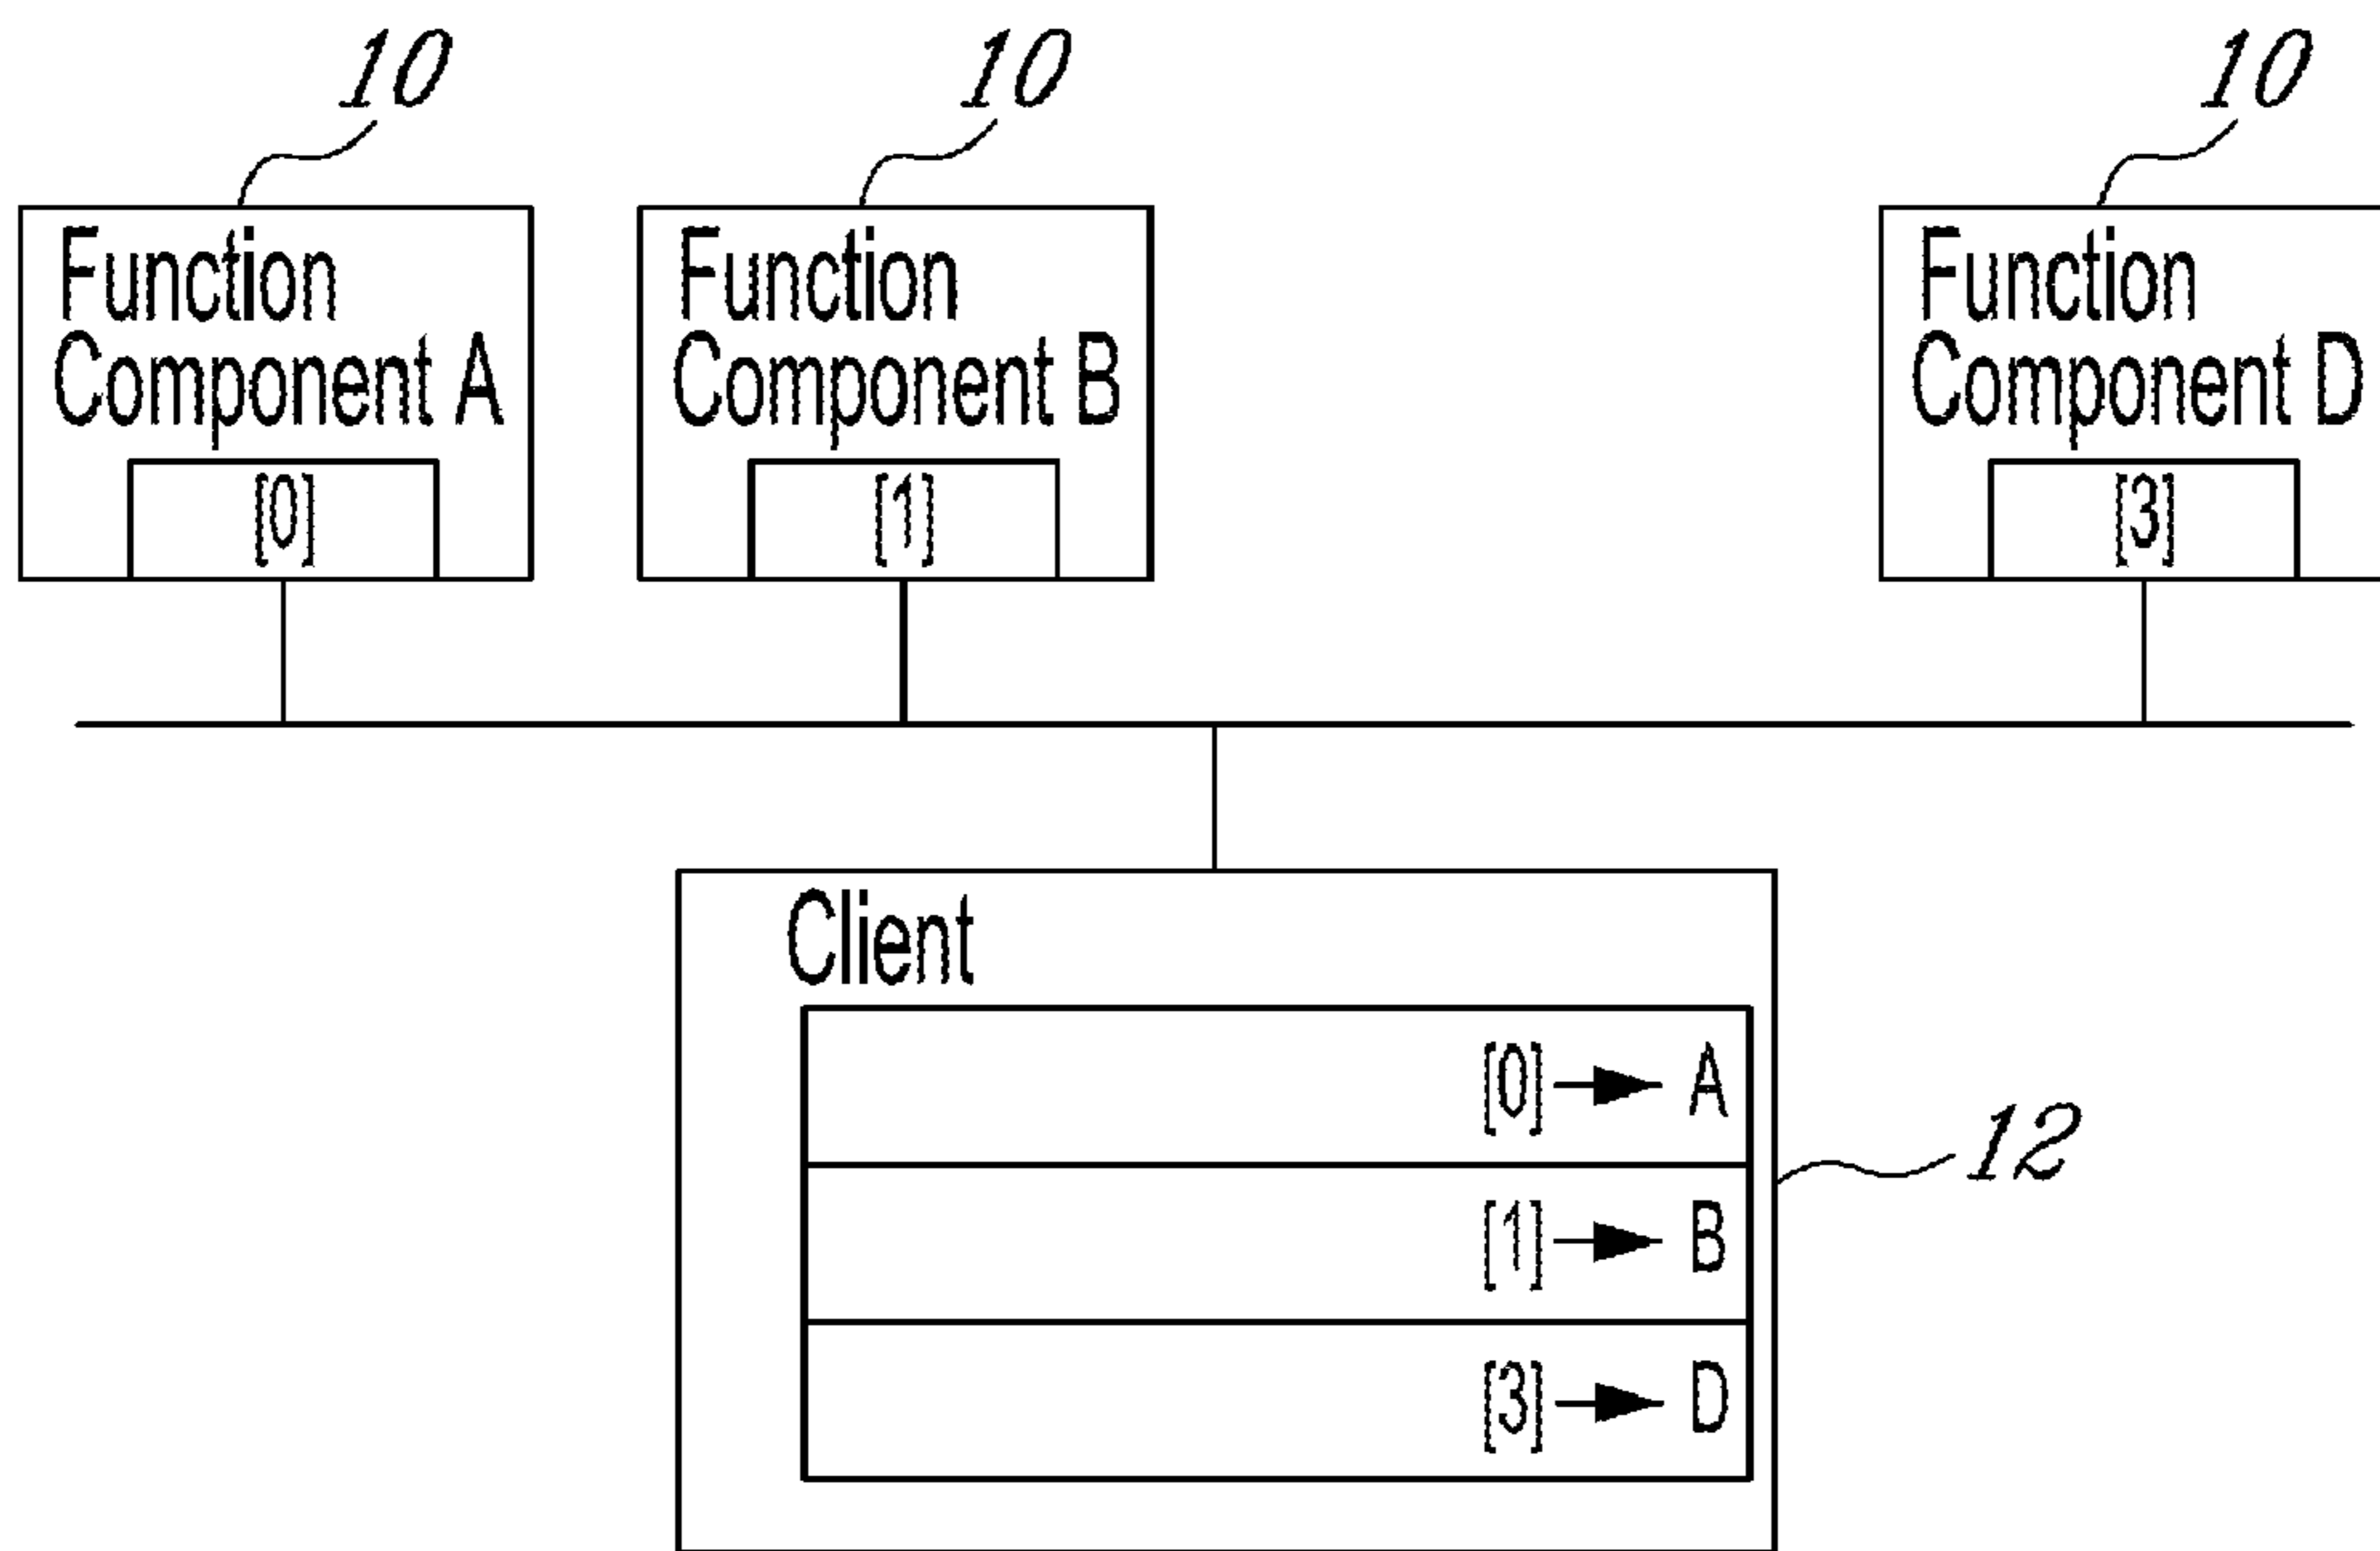 10
10
10
Function
Component A
[0]
Function
Component B
[1]
Function
Component D
[3]
Client
[0] → A
[1] → B
[3] → D
12